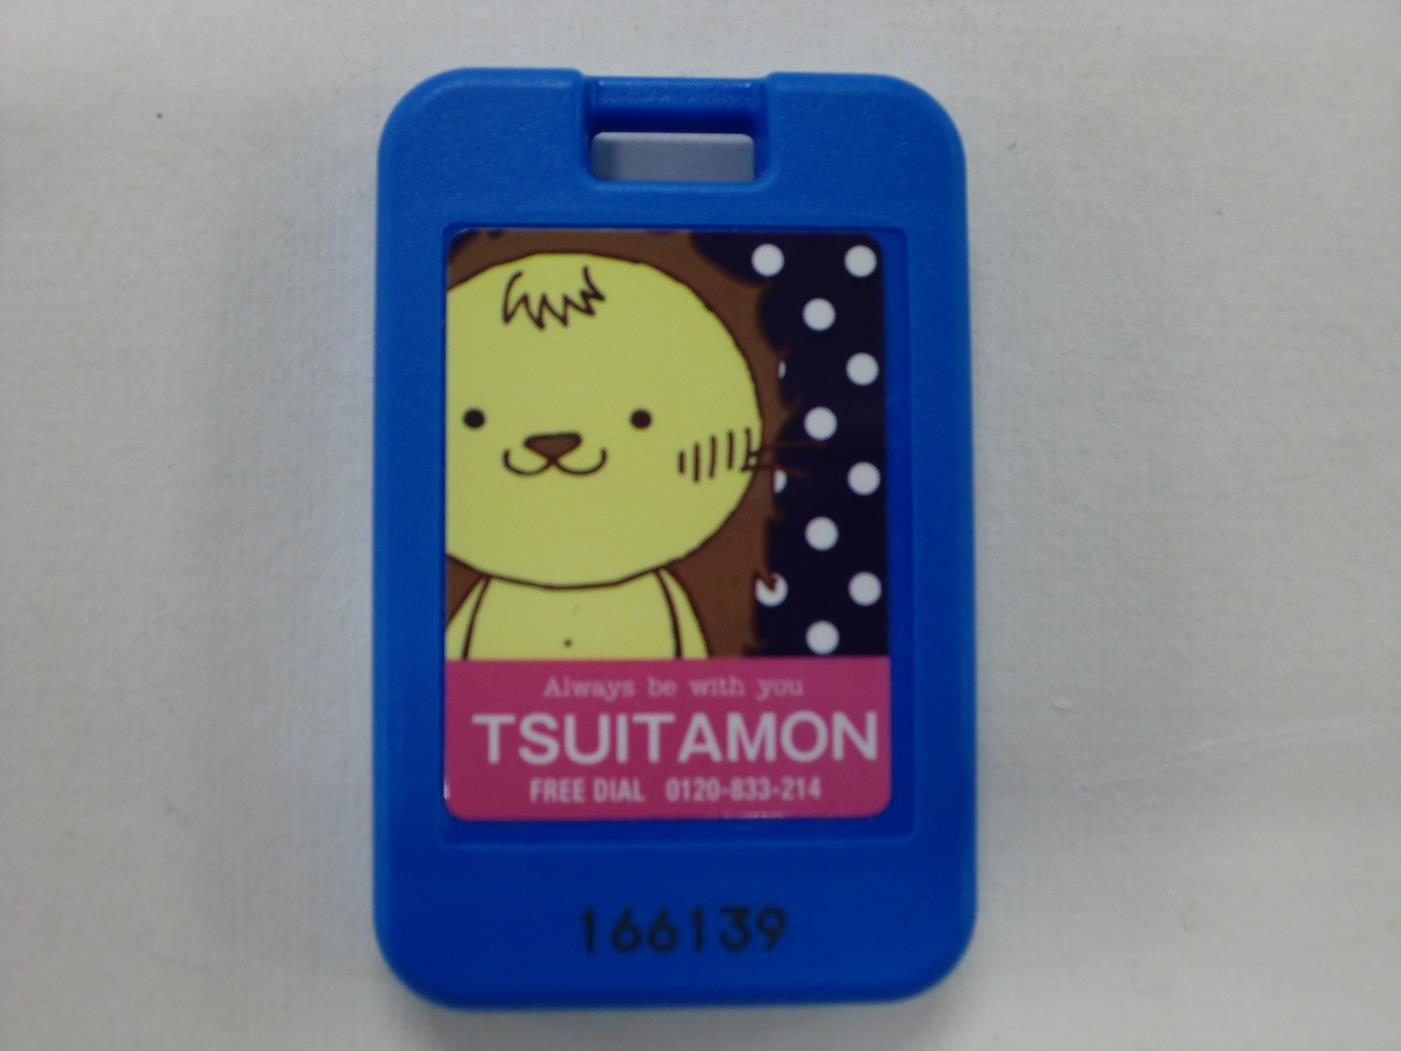 Always be with you
TSUITAMON
FREE DIAL 0120-833-214
166139